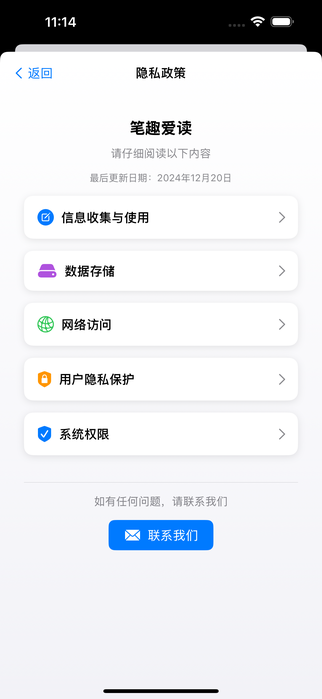 11:14
返回
隐私政策
笔趣爱读
请仔细阅读以下内容
最后更新日期：2024年12月20日
信息收集与使用
数据存储
网络访问
用户隐私保护
系统权限
如有任何问题，请联系我们
联系我们